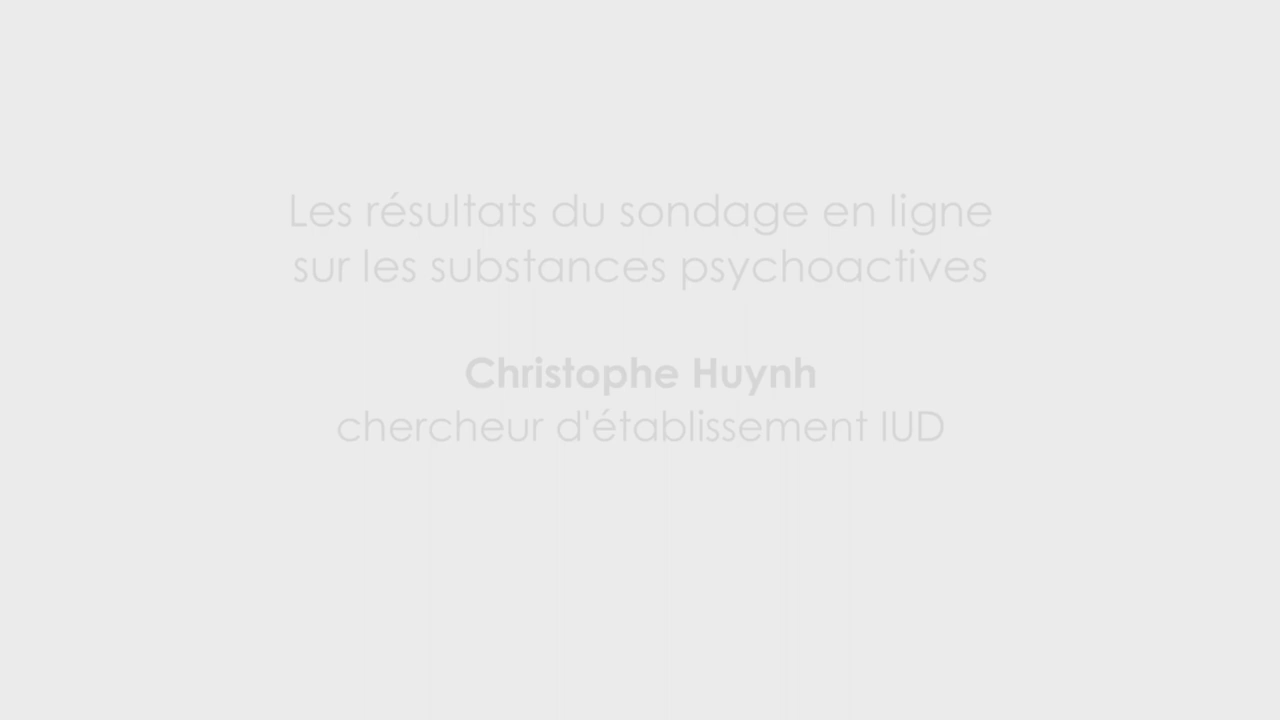 Les résultats du sondage en ligne
sur les substances psychoactives
Christophe Huynh
chercheur d'établissement IUD